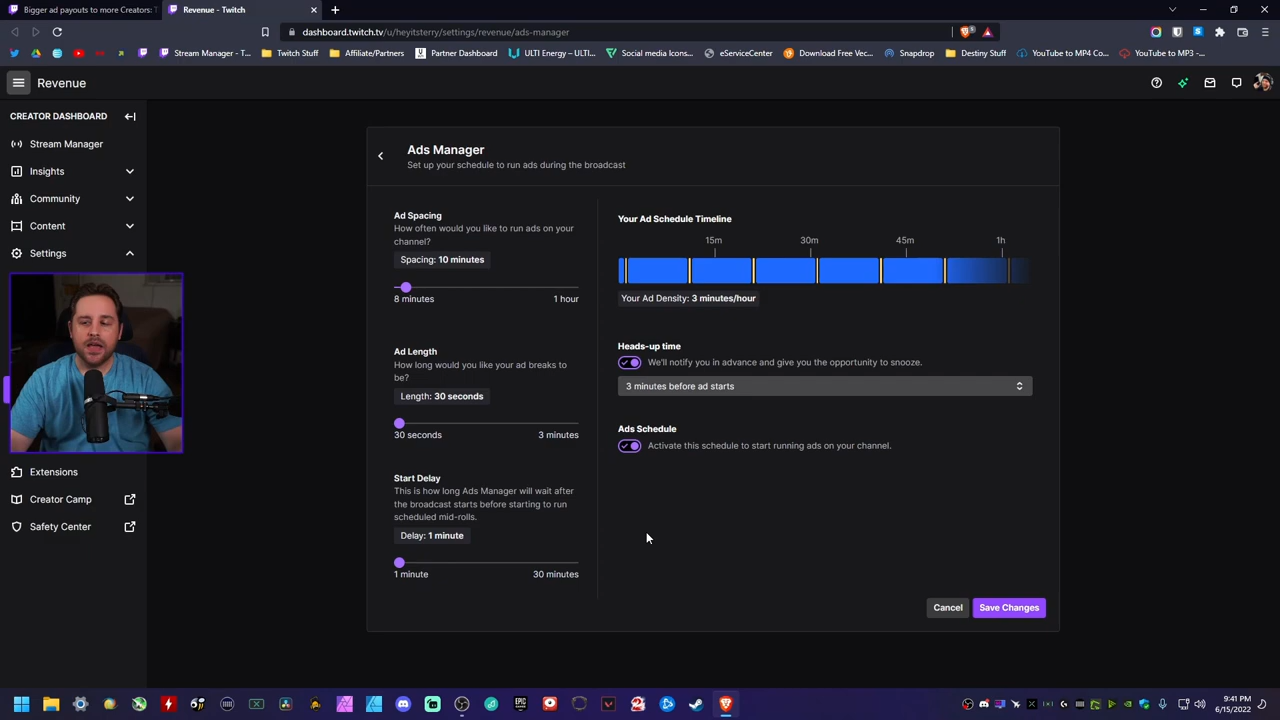 Bigger ad payouts to more Creators: T
Revenue - Twitch
dashboard.twitch.tv/u/heyitsterry/settings/revenue/ads-manager
Stream Manager - T...
Twitch Stuff
Affiliate/Partners
Partner Dashboard
ULTI Energy – ULTI...
Social media Icons...
eServiceCenter
Download Free Vec...
Snapdrop
Destiny Stuff
YouTube to MP4 Co...
YouTube to MP3 -...
Revenue
CREATOR DASHBOARD
Stream Manager
Insights
Community
Content
Settings
Extensions
Creator Camp
Safety Center
Ads Manager
Set up your schedule to run ads during the broadcast
Ad Spacing
How often would you like to run ads on your
channel?
Spacing: 10 minutes
8 minutes
1 hour
Ad Length
How long would you like your ad breaks to
be?
Length: 30 seconds
30 seconds
3 minutes
Start Delay
This is how long Ads Manager will wait after
the broadcast starts before starting to run
scheduled mid-rolls.
Delay: 1 minute
1 minute
30 minutes
Your Ad Schedule Timeline
15m
30m
45m
1h
Your Ad Density: 3 minutes/hour
Heads-up time
We'll notify you in advance and give you the opportunity to snooze.
3 minutes before ad starts
Ads Schedule
Activate this schedule to start running ads on your channel.
Cancel
Save Changes
9:41 PM
6/15/2022